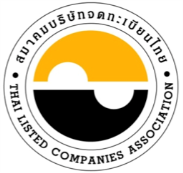 • สมาคมบริษัทจดทะเบียนไทย •
THAI LISTED COMPANIES ASSOCIATION